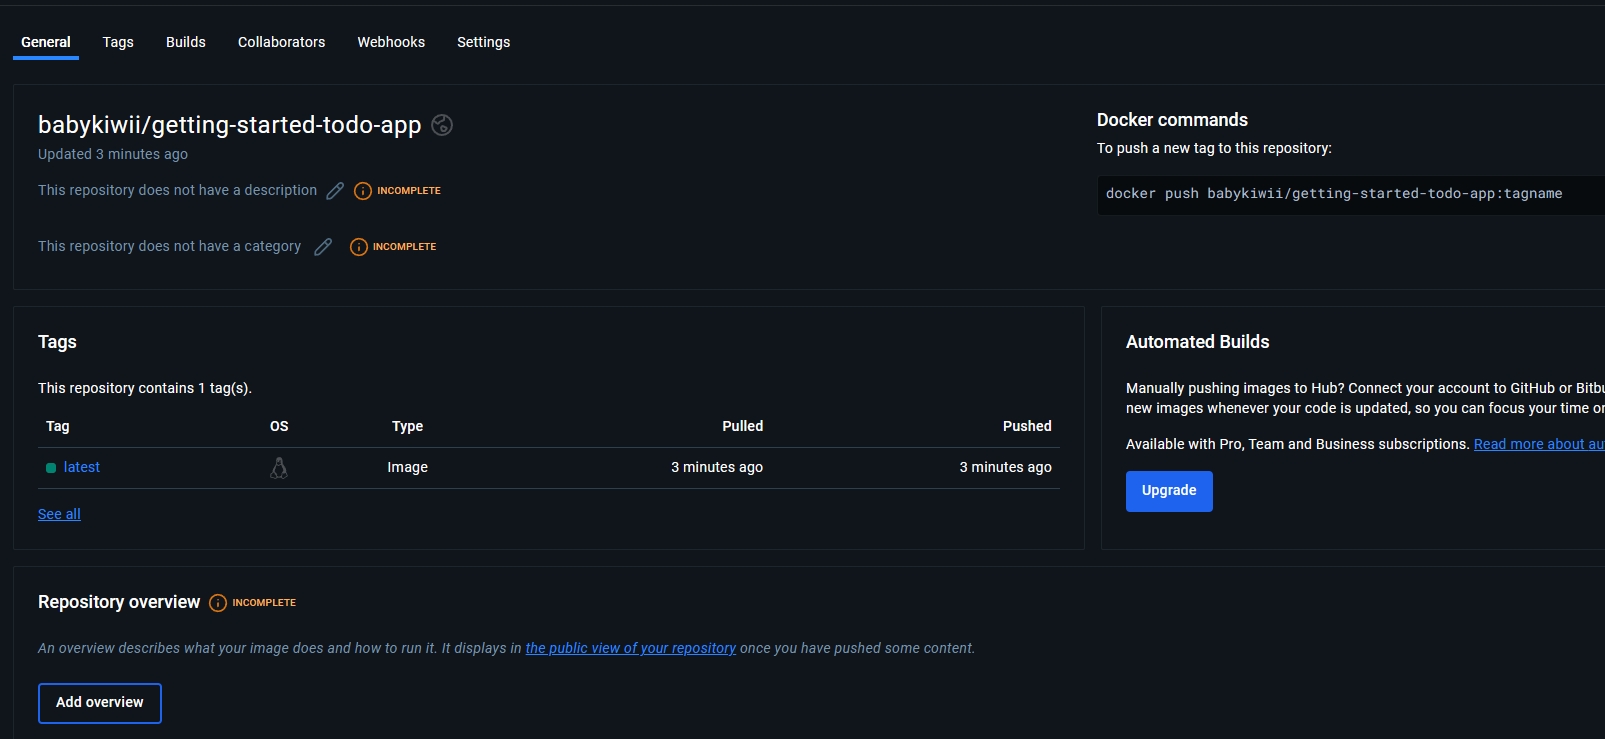 General Tags Builds Collaborators Webhooks Settings
babykiwii/getting-started-todo-app
Updated 3 minutes ago
This repository does not have a description INCOMPLETE
This repository does not have a category INCOMPLETE
Docker commands
To push a new tag to this repository:
docker push babykiwii/getting-started-todo-app:tagname
Tags
This repository contains 1 tag(s).
Tag OS Type Pulled Pushed
latest Image 3 minutes ago 3 minutes ago
See all
Automated Builds
Manually pushing images to Hub? Connect your account to GitHub or Bitbu
new images whenever your code is updated, so you can focus your time or
Available with Pro, Team and Business subscriptions. Read more about au
Upgrade
Repository overview INCOMPLETE
An overview describes what your image does and how to run it. It displays in the public view of your repository once you have pushed some content.
Add overview